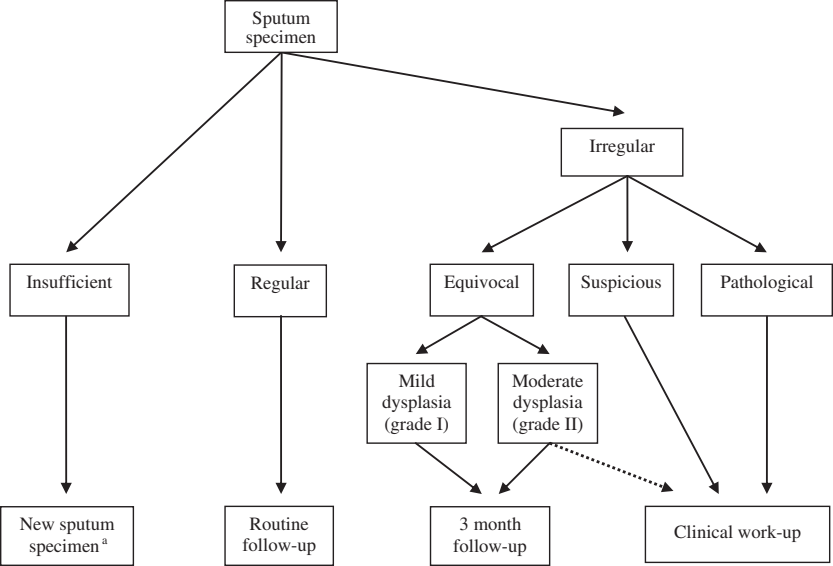 Sputum
specimen
Irregular
Insufficient
Regular
Equivocal
Suspicious
Pathological
Mild
dysplasia
(grade I)
Moderate
dysplasia
(grade II)
New sputum
specimen a
Routine
follow-up
3 month
follow-up
Clinical work-up